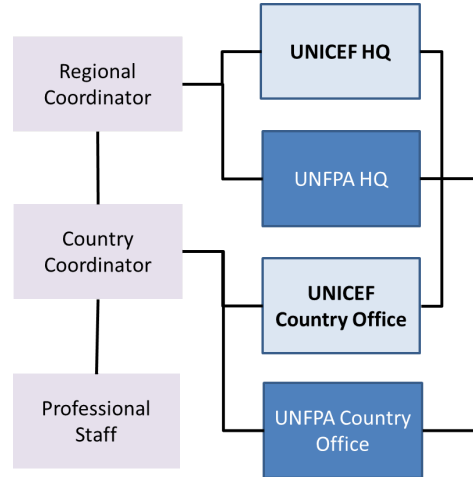 Regional
Coordinator
UNICEF HQ
UNFPA HQ
Country
Coordinator
UNICEF
Country Office
Professional
Staff
UNFPA Country
Office